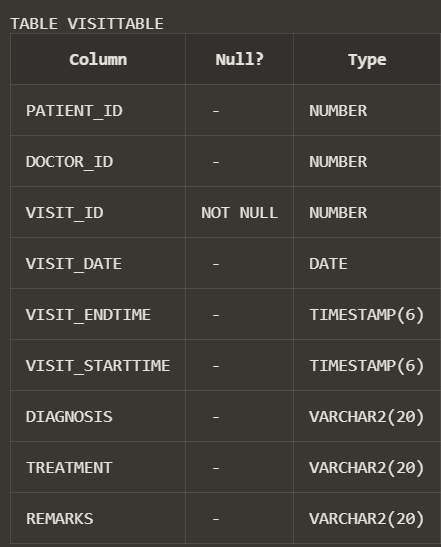 TABLE VISITTABLE
Column Null? Type
PATIENT_ID - NUMBER
DOCTOR_ID - NUMBER
VISIT_ID NOT NULL NUMBER
VISIT_DATE - DATE
VISIT_ENDTIME - TIMESTAMP(6)
VISIT_STARTTIME - TIMESTAMP(6)
DIAGNOSIS - VARCHAR2(20)
TREATMENT - VARCHAR2(20)
REMARKS - VARCHAR2(20)